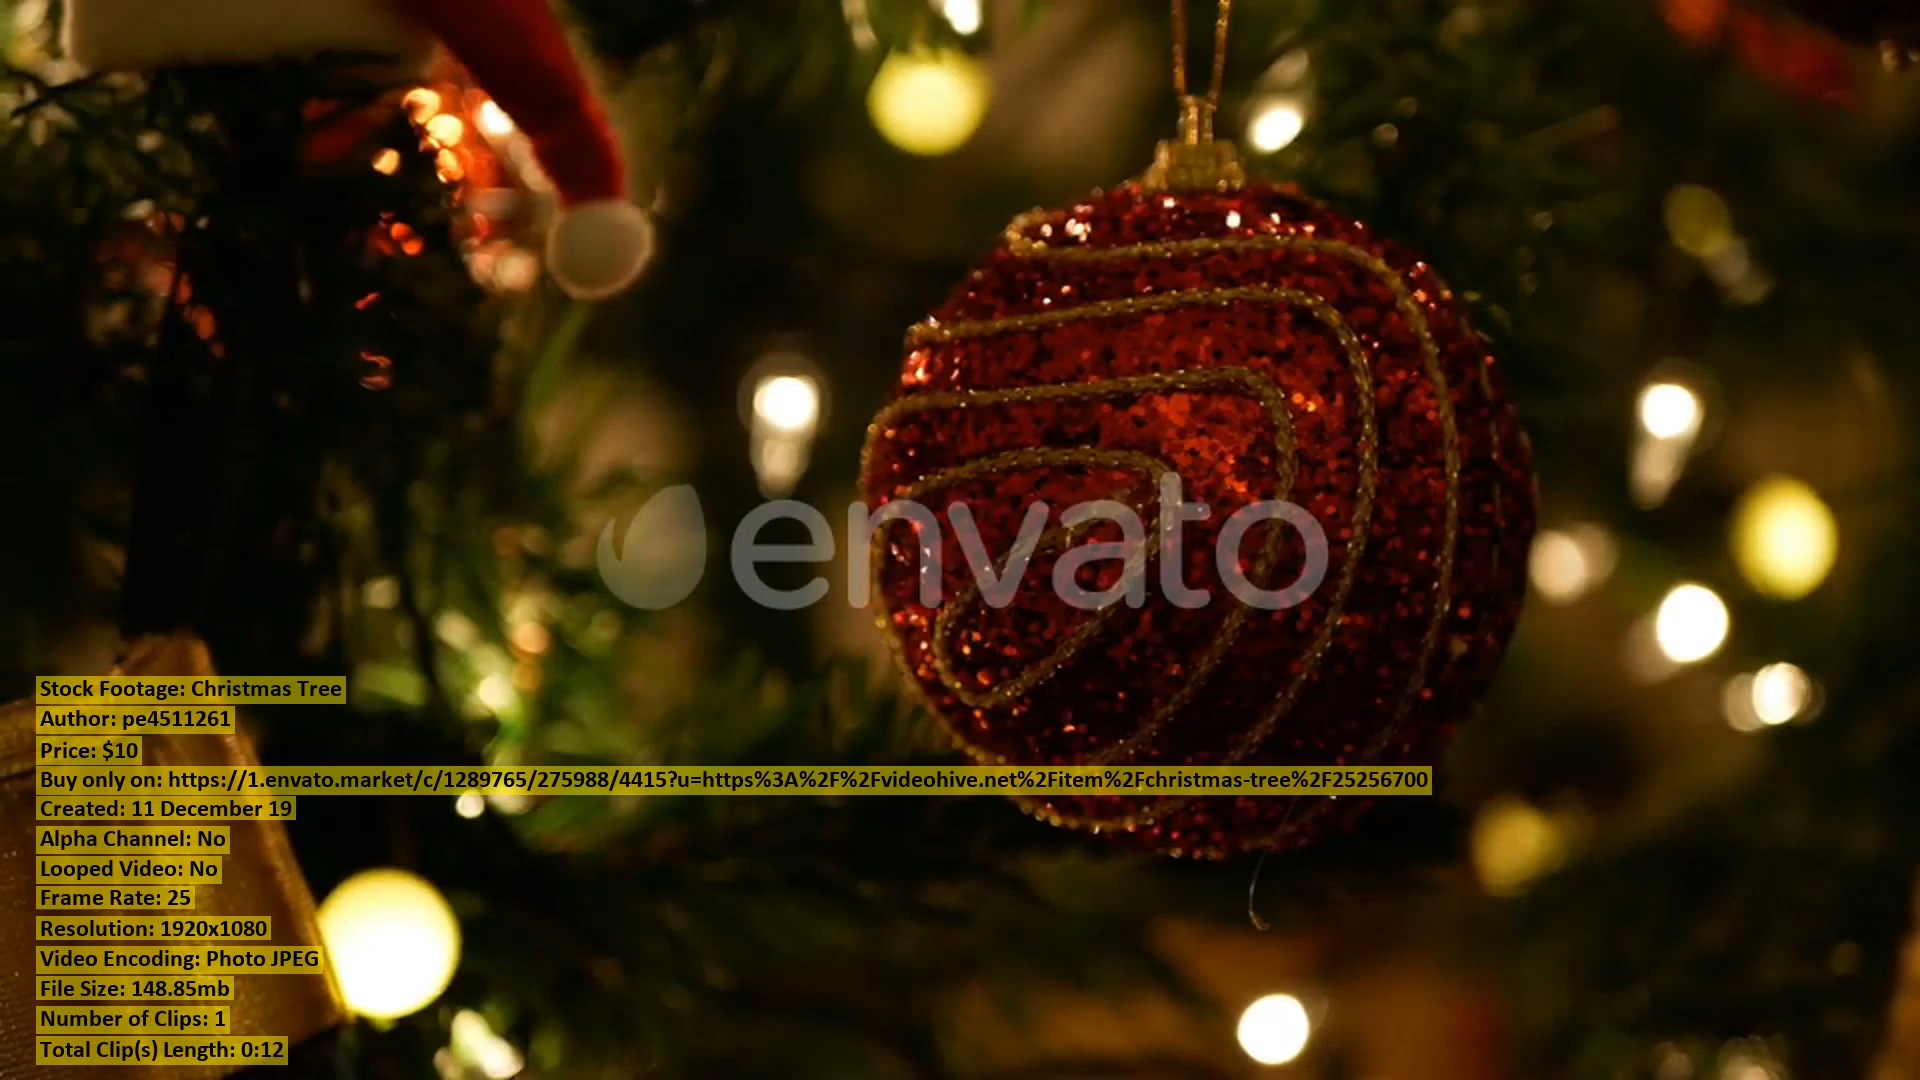 envato
Stock Footage: Christmas Tree
Author: pe4511261
Price: $10
Buy only on: https://1.envato.market/c/1289765/275988/4415?u=https%3A%2F%2Fvideohive.net%2Fitem%2Fchristmas-tree%2F25256700
Created: 11 December 19
Alpha Channel: No
Looped Video: No
Frame Rate: 25
Resolution: 1920x1080
Video Encoding: Photo JPEG
File Size: 148.85mb
Number of Clips: 1
Total Clip(s) Length: 0:12